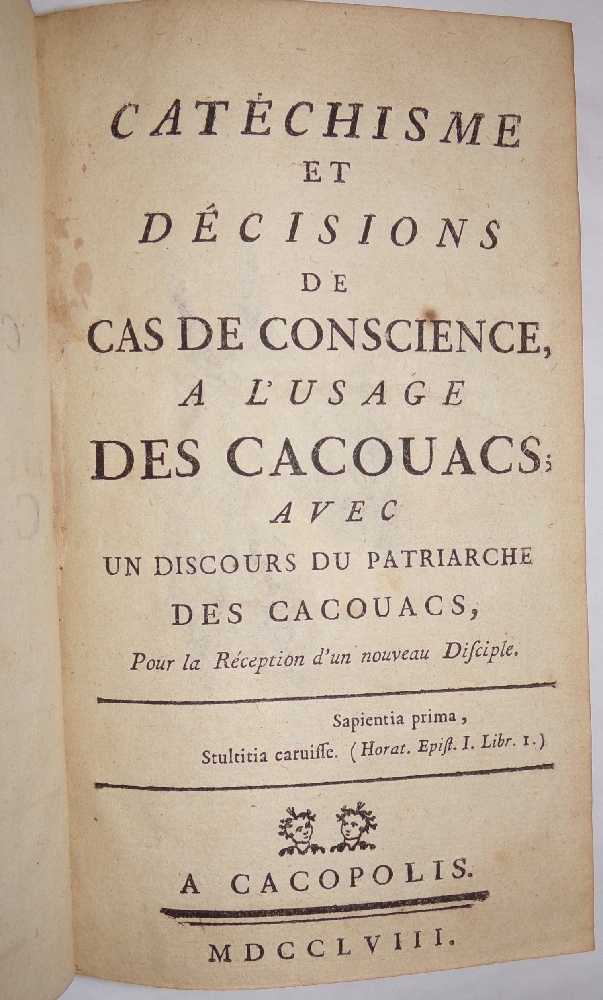 CATÉCHISME
ET
DÉCISIONS
DE
CAS DE CONSCIENCE,
A L'USAGE
DES CACOUACS;
AVEC
UN DISCOURS DU PATRIARCHE
DES CACOUACS,
Pour la Réception d'un nouveau Diſciple.
Sapientia prima,
Stultitia caruiſſe. (Horat. Epiſt. I. Libr. 1.)
A CACOPOLIS.
MDCCLVIII.